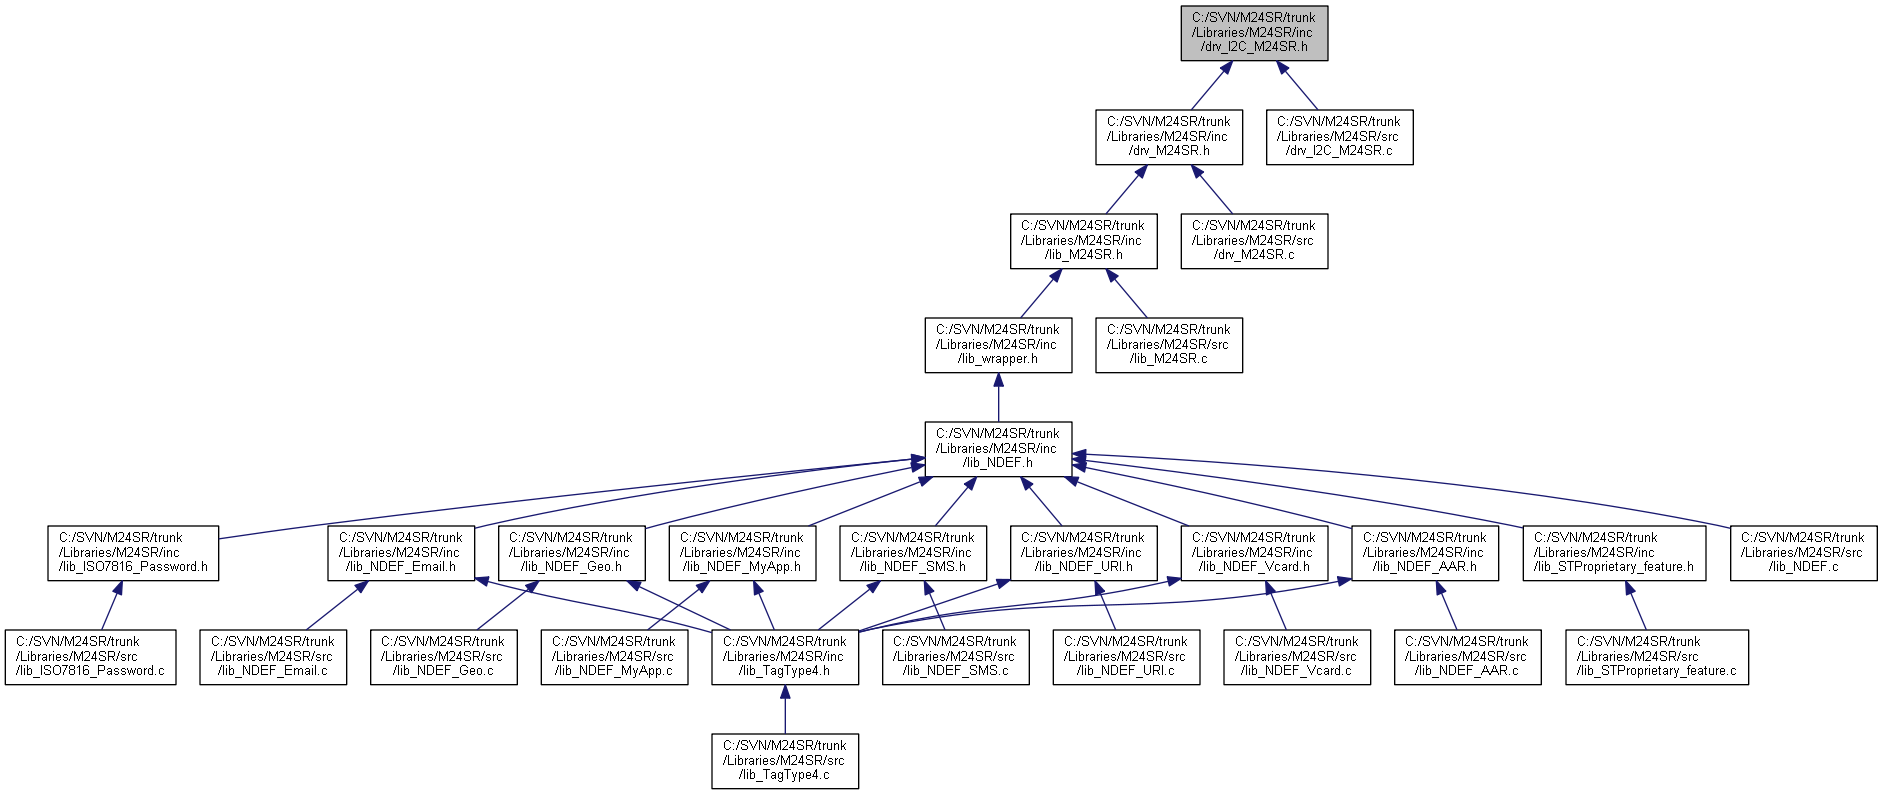 C:/SVN/M24SR/trunk
/Libraries/M24SR/inc
/drv_I2C_M24SR.h
C:/SVN/M24SR/trunk
/Libraries/M24SR/inc
/drv_M24SR.h
C:/SVN/M24SR/trunk
/Libraries/M24SR/src
/drv_I2C_M24SR.c
C:/SVN/M24SR/trunk
/Libraries/M24SR/inc
/lib_M24SR.h
C:/SVN/M24SR/trunk
/Libraries/M24SR/src
/drv_M24SR.c
C:/SVN/M24SR/trunk
/Libraries/M24SR/inc
/lib_wrapper.h
C:/SVN/M24SR/trunk
/Libraries/M24SR/src
/lib_M24SR.c
C:/SVN/M24SR/trunk
/Libraries/M24SR/inc
/lib_NDEF.h
C:/SVN/M24SR/trunk
/Libraries/M24SR/inc
/lib_ISO7816_Password.h
C:/SVN/M24SR/trunk
/Libraries/M24SR/inc
/lib_NDEF_Email.h
C:/SVN/M24SR/trunk
/Libraries/M24SR/inc
/lib_NDEF_Geo.h
C:/SVN/M24SR/trunk
/Libraries/M24SR/inc
/lib_NDEF_MyApp.h
C:/SVN/M24SR/trunk
/Libraries/M24SR/inc
/lib_NDEF_SMS.h
C:/SVN/M24SR/trunk
/Libraries/M24SR/inc
/lib_NDEF_URI.h
C:/SVN/M24SR/trunk
/Libraries/M24SR/inc
/lib_NDEF_Vcard.h
C:/SVN/M24SR/trunk
/Libraries/M24SR/inc
/lib_NDEF_AAR.h
C:/SVN/M24SR/trunk
/Libraries/M24SR/inc
/lib_STProprietary_feature.h
C:/SVN/M24SR/trunk
/Libraries/M24SR/src
/lib_NDEF.c
C:/SVN/M24SR/trunk
/Libraries/M24SR/src
/lib_ISO7816_Password.c
C:/SVN/M24SR/trunk
/Libraries/M24SR/src
/lib_NDEF_Email.c
C:/SVN/M24SR/trunk
/Libraries/M24SR/src
/lib_NDEF_Geo.c
C:/SVN/M24SR/trunk
/Libraries/M24SR/src
/lib_NDEF_MyApp.c
C:/SVN/M24SR/trunk
/Libraries/M24SR/inc
/lib_TagType4.h
C:/SVN/M24SR/trunk
/Libraries/M24SR/src
/lib_NDEF_SMS.c
C:/SVN/M24SR/trunk
/Libraries/M24SR/src
/lib_NDEF_URI.c
C:/SVN/M24SR/trunk
/Libraries/M24SR/src
/lib_NDEF_Vcard.c
C:/SVN/M24SR/trunk
/Libraries/M24SR/src
/lib_NDEF_AAR.c
C:/SVN/M24SR/trunk
/Libraries/M24SR/src
/lib_STProprietary_feature.c
C:/SVN/M24SR/trunk
/Libraries/M24SR/src
/lib_TagType4.c